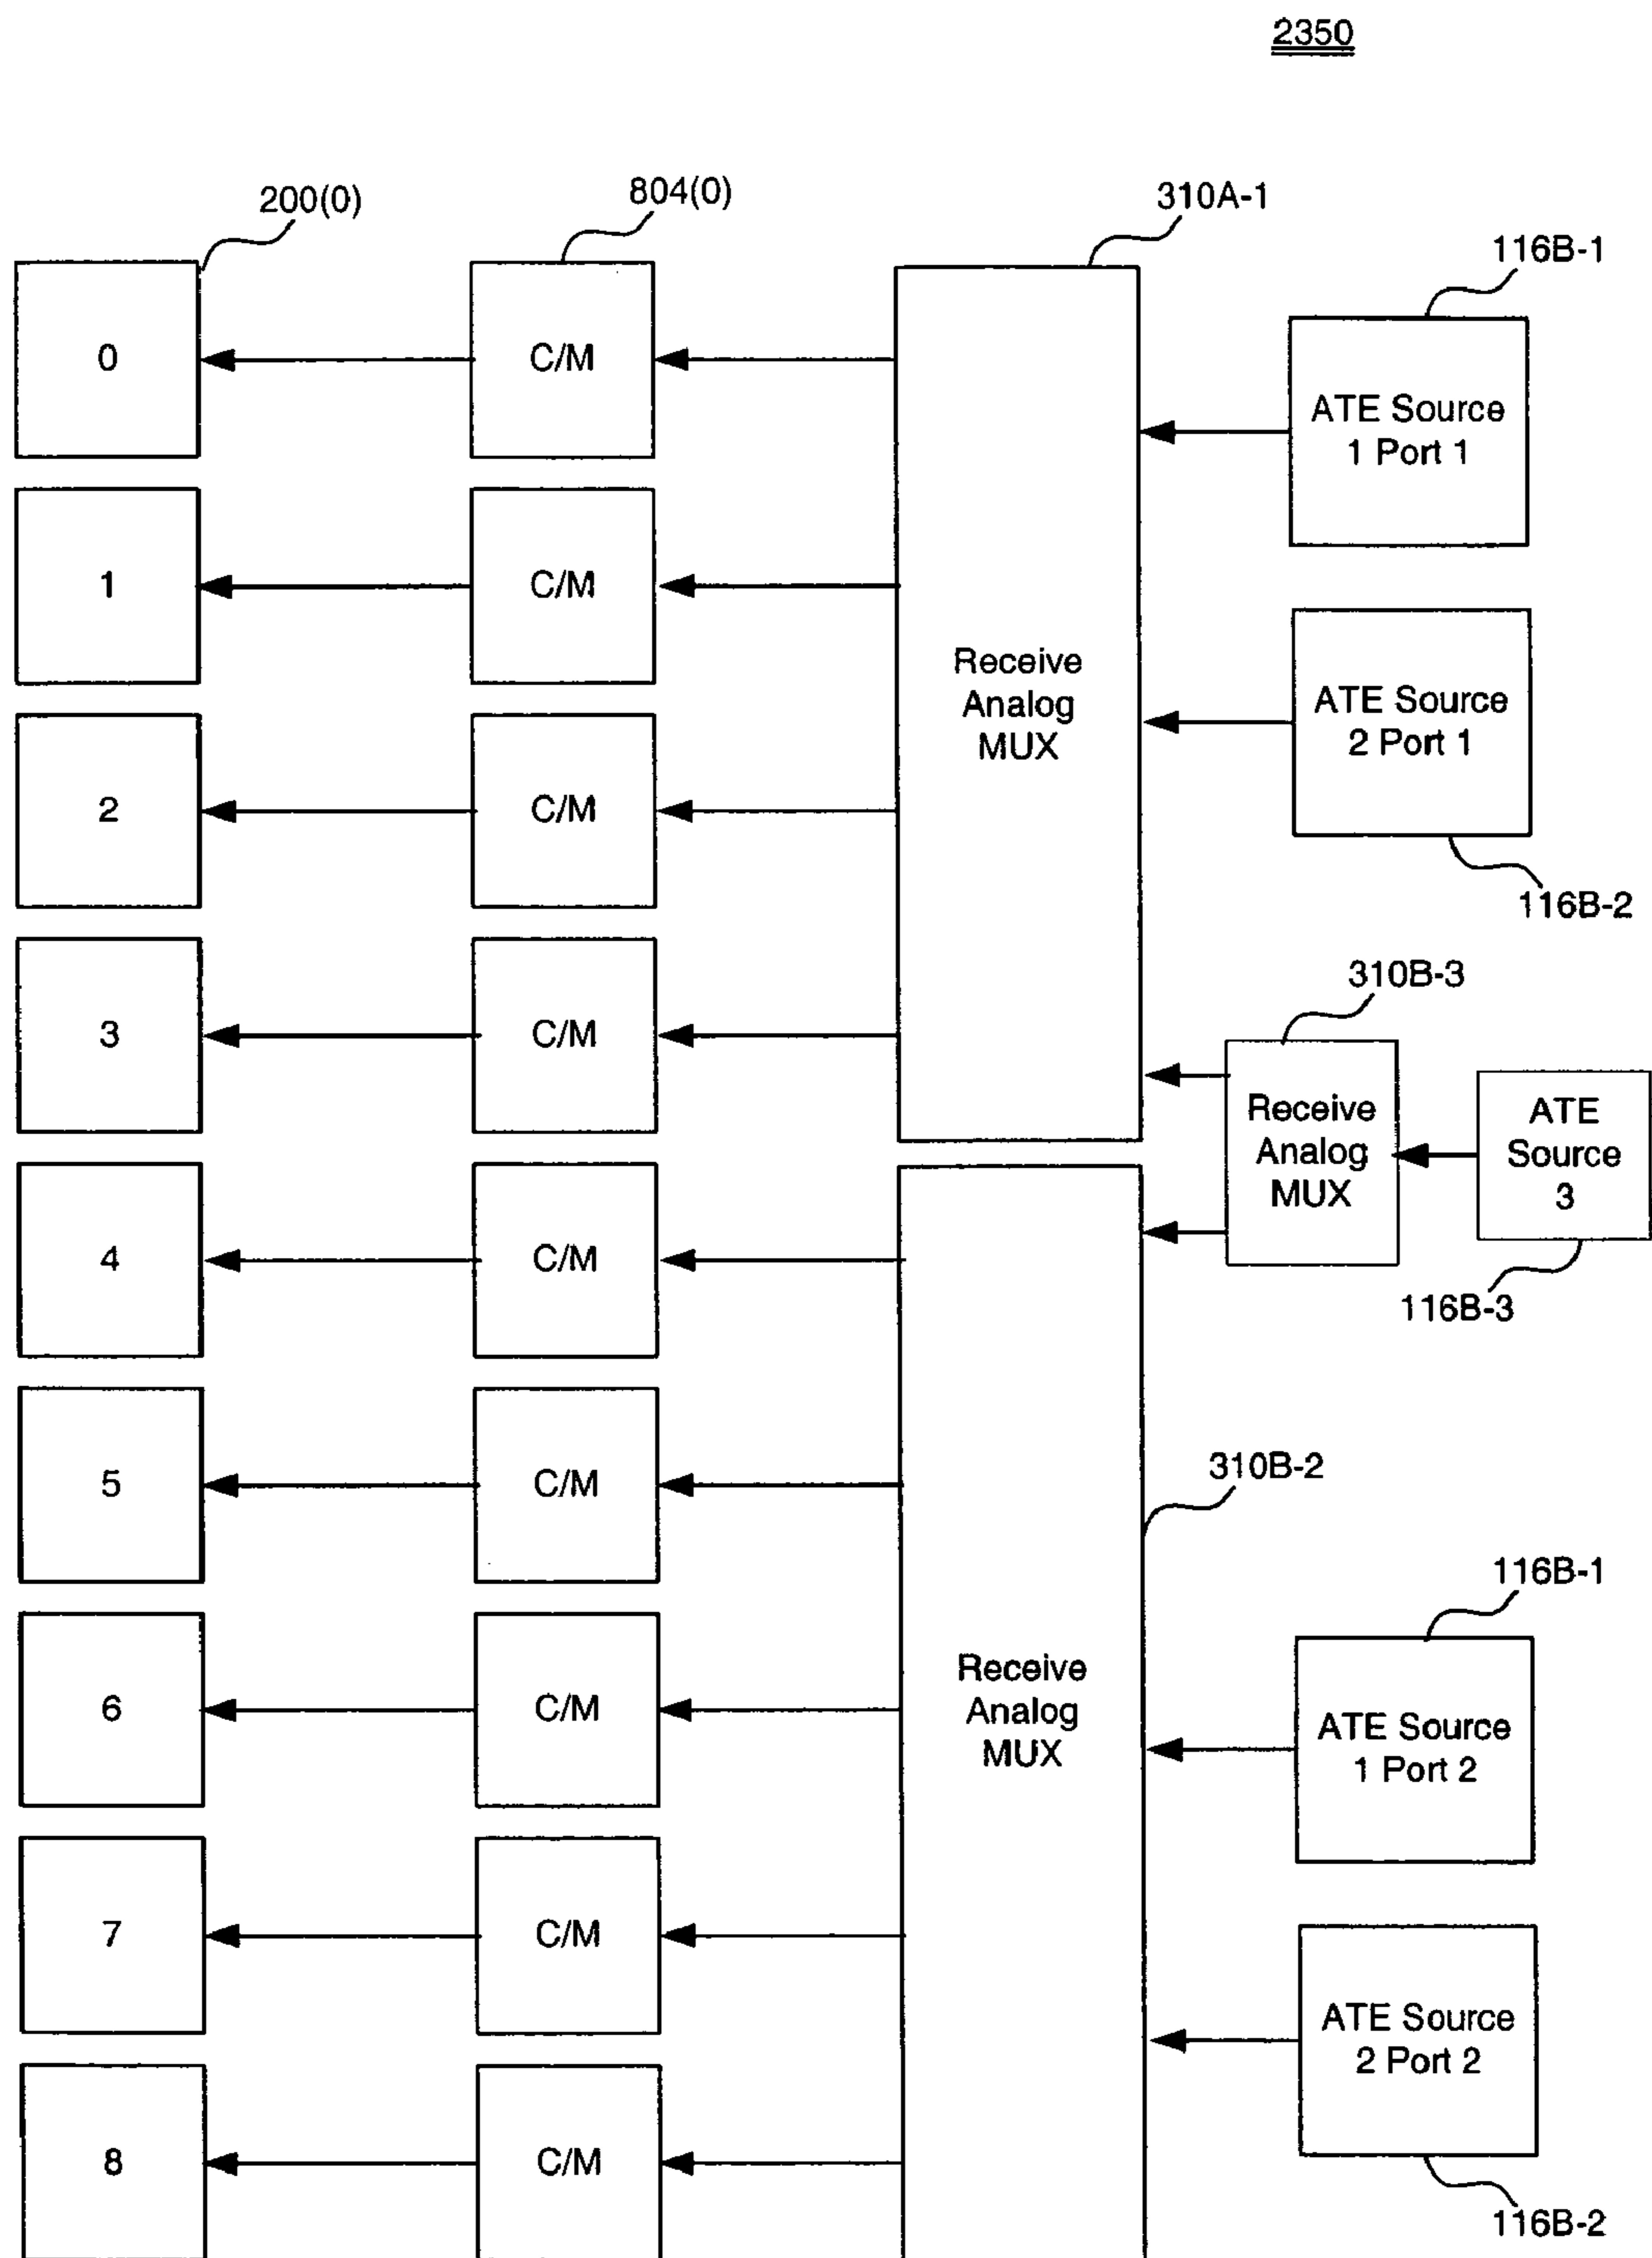 2350
200(0)
804(0)
310A-1
116B-1
0
C/M
ATE Source
1 Port 1
1
C/M
Receive
Analog
MUX
ATE Source
2 Port 1
2
C/M
116B-2
310B-3
3
C/M
Receive
Analog
MUX
ATE
Source
3
4
C/M
116B-3
5
C/M
310B-2
116B-1
6
C/M
Receive
Analog
MUX
ATE Source
1 Port 2
7
C/M
ATE Source
2 Port 2
8
C/M
116B-2